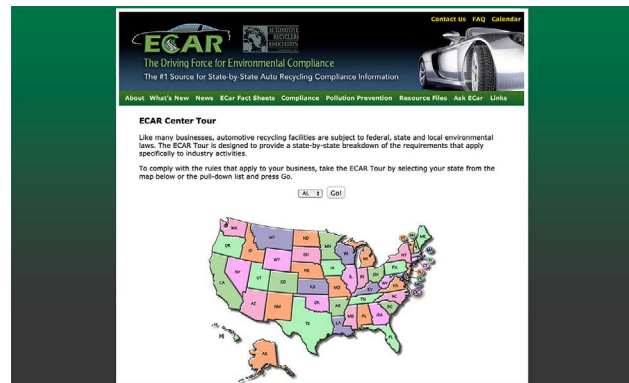 Contact Us FAQ Calendar
ECAR
AUTOMOTIVE
RECYCLERS
ASSOCIATION
The Driving Force for Environmental Compliance
The #1 Source for State-by-State Auto Recycling Compliance Information
About What's New News ECar Fact Sheets Compliance Pollution Prevention Resource Files Ask ECar Links
ECAR Center Tour
Like many businesses, automotive recycling facilities are subject to federal, state and local environmental
laws. The ECAR Tour is designed to provide a state-by-state breakdown of the requirements that apply
specifically to industry activities.
To comply with the rules that apply to your business, take the ECAR Tour by selecting your state from the
map below or the pull-down list and press Go.
AL Go!
WA
MT ND
OR ID MN WI NY
WY SD MI
IA PA
NV UT NE IL IN OH
CA CO KS MO KY VA
TN NC
AZ NM OK AR SC
MS AL GA
TX LA
FL
HI
AK